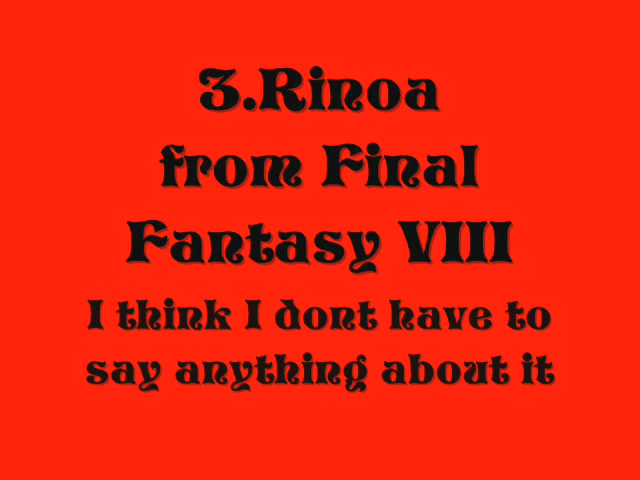 3.Rinoa
from Final
Fantasy VIII
I think I dont have to
say anything about it